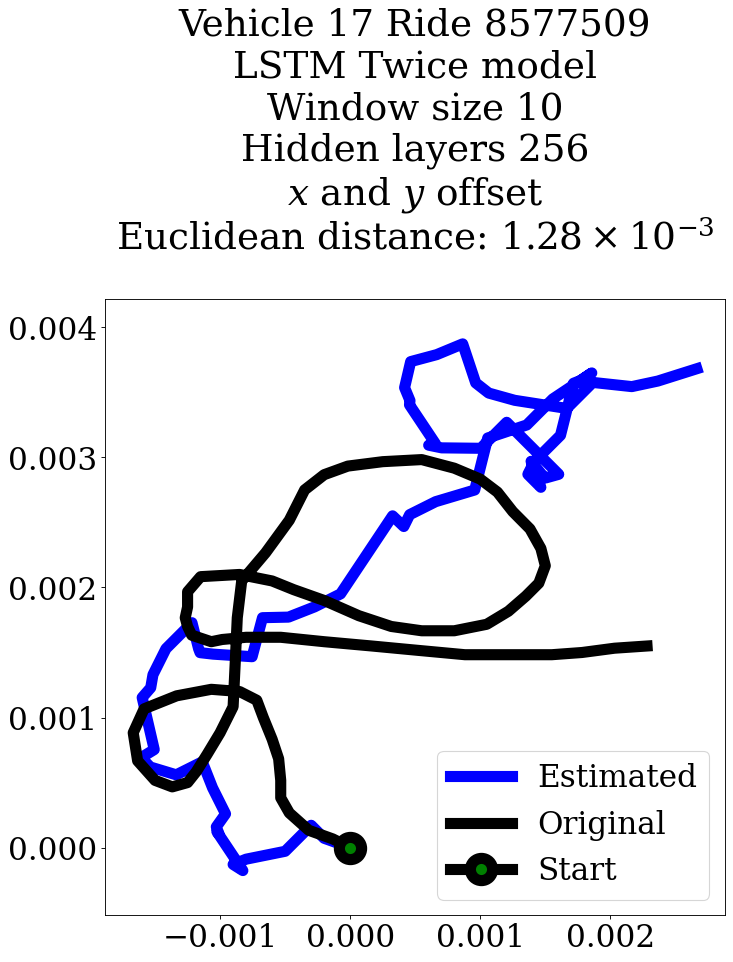 Vehicle 17 Ride 8577509
LSTM Twice model
Window size 10
Hidden layers 256
x and y offset
Euclidean distance: 1.28 × 10⁻³
0.004
0.003
0.002
0.001
0.000
−0.001 0.000 0.001 0.002
Estimated
Original
Start